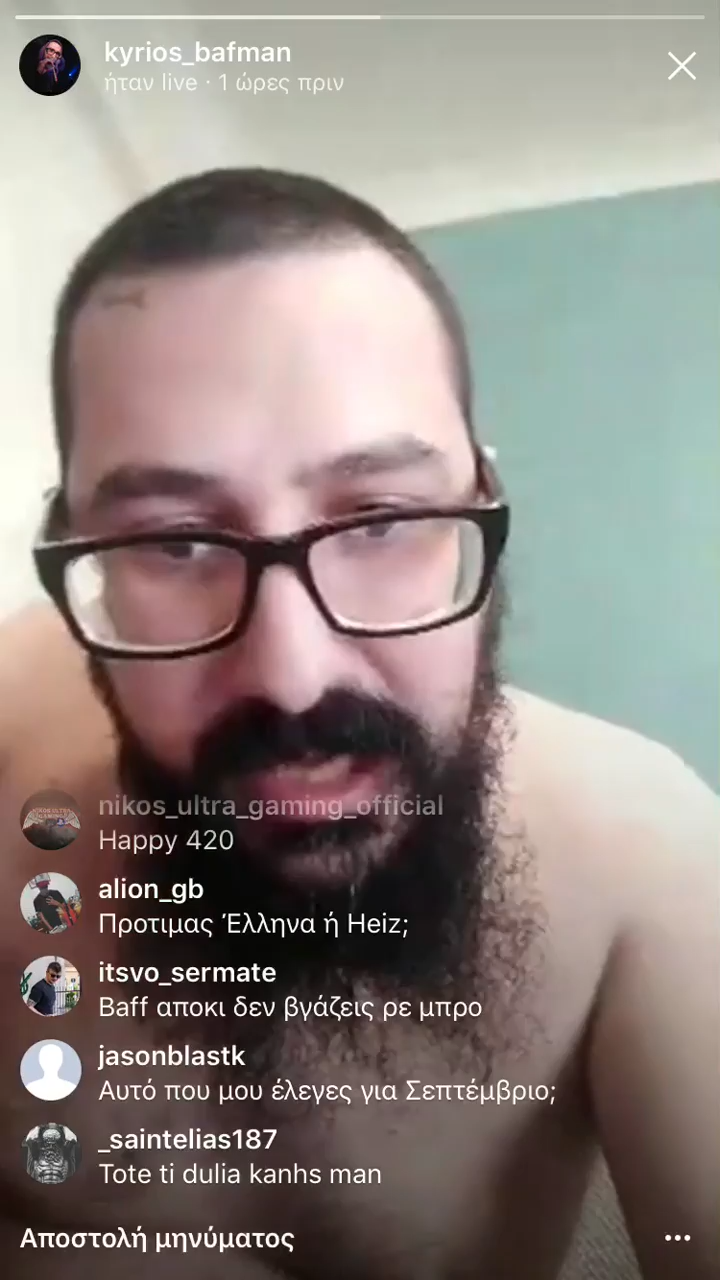 kyrios_bafman
ήταν live · 1 ώρες πριν
nikos_ultra_gaming_official
Happy 420
alion_gb
Προτιμας Έλληνα ή Heiz;
itsvo_sermate
Baff αποκι δεν βγάζεις ρε μπρο
jasonblastk
Αυτό που μου έλεγες για Σεπτέμβριο;
_saintelias187
Tote ti dulia kanhs man
Αποστολή μηνύματος